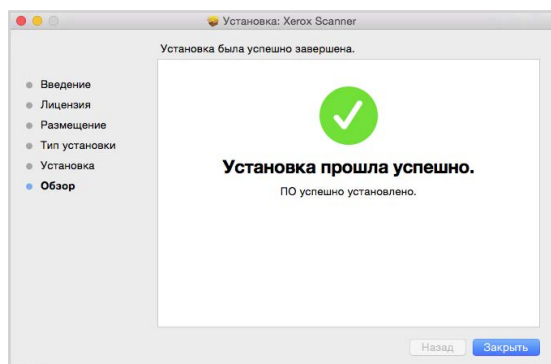 Установка: Xerox Scanner
Установка была успешно завершена.
Введение
Лицензия
Размещение
Тип установки
Установка
Обзор
Установка прошла успешно.
ПО успешно установлено.
Назад
Закрыть